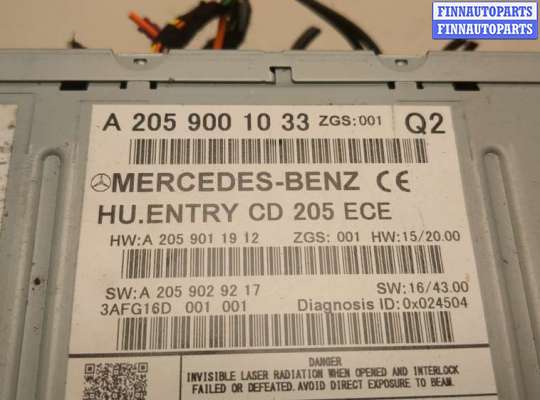 FINNAUTOPARTS
FINNAUTOPARTS
A 205 900 10 33 ZGS:001 Q2
MERCEDES-BENZ CE
HU.ENTRY CD 205 ECE
HW:A 205 901 19 12 ZGS: 001 HW:15/20.00
SW:A 205 902 92 17 SW:16/43.00
3AFG16D 001 001 Diagnosis ID:0x024504
DANGER
INVISIBLE LASER RADIATION WHEN OPENED AND INTERLOCK
FAILED OR DEFEATED. AVOID DIRECT EXPOSURE TO BEAM.